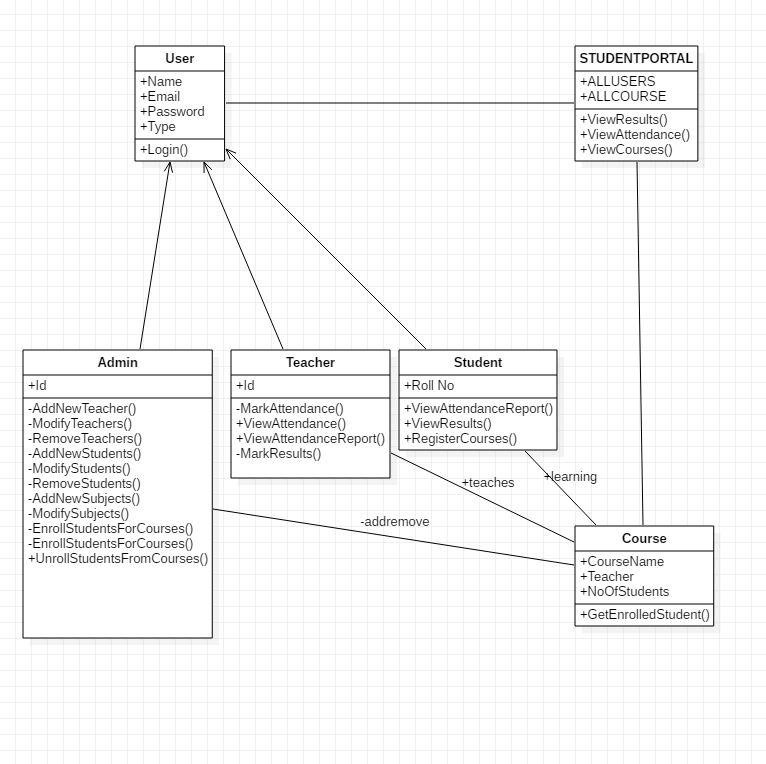 User
+Name
+Email
+Password
+Type
+Login()
STUDENTPORTAL
+ALLUSERS
+ALLCOURSE
+ViewResults()
+ViewAttendance()
+ViewCourses()
Admin
+Id
-AddNewTeacher()
-ModifyTeachers()
-RemoveTeachers()
-AddNewStudents()
-ModifyStudents()
-RemoveStudents()
-AddNewSubjects()
-ModifySubjects()
-EnrollStudentsForCourses()
-EnrollStudentsForCourses()
+UnrollStudentsFromCourses()
Teacher
+Id
-MarkAttendance()
+ViewAttendance()
+ViewAttendanceReport()
-MarkResults()
Student
+Roll No
+ViewAttendanceReport()
+ViewResults()
+RegisterCourses()
+teaches
+learning
-addremove
Course
+CourseName
+Teacher
+NoOfStudents
+GetEnrolledStudent()